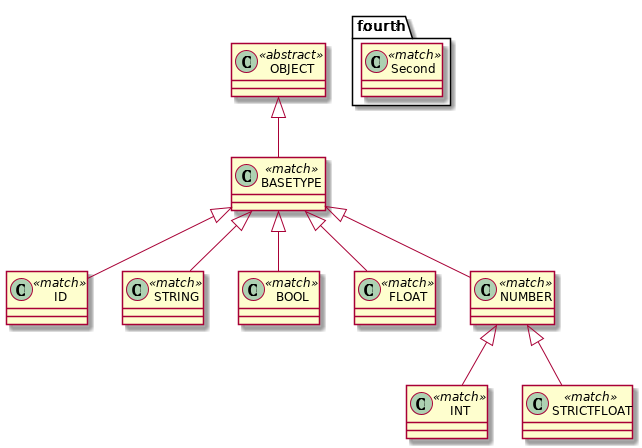 fourth
C «abstract»
OBJECT
C «match»
Second
C «match»
BASETYPE
C «match»
ID
C «match»
STRING
C «match»
BOOL
C «match»
FLOAT
C «match»
NUMBER
C «match»
INT
C «match»
STRICTFLOAT